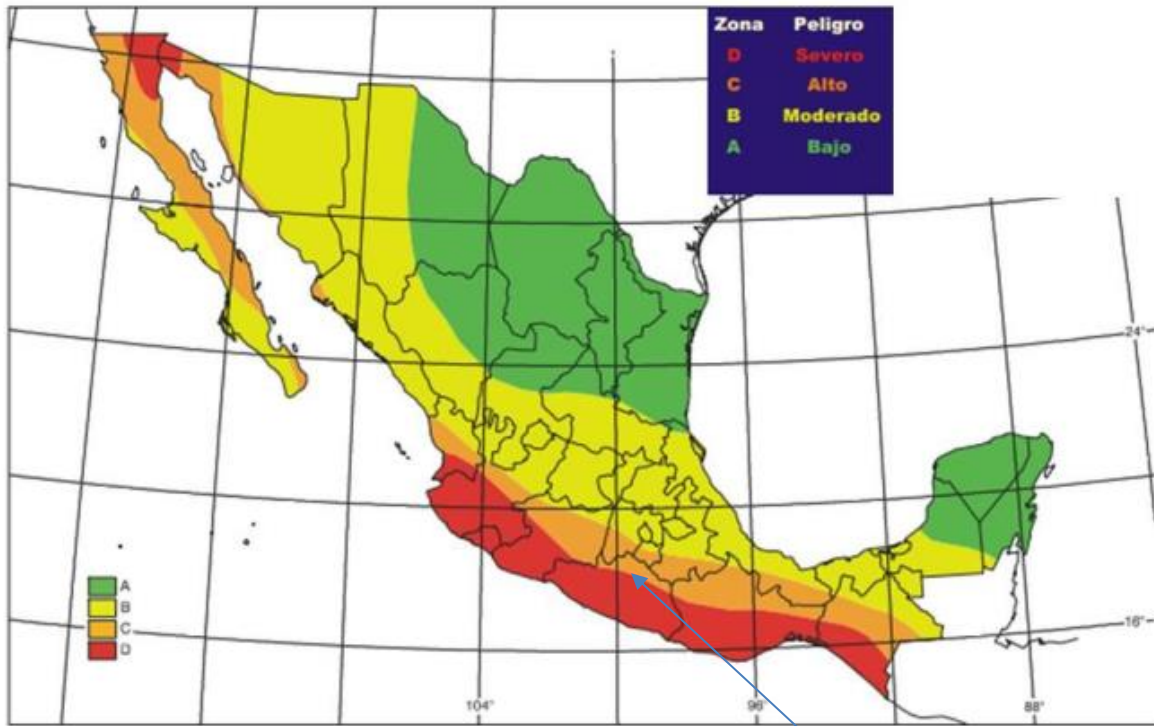 Zona Peligro
D Severo
C Alto
B Moderado
A Bajo
24°
A
B
C
D
16°
104°
96°
88°